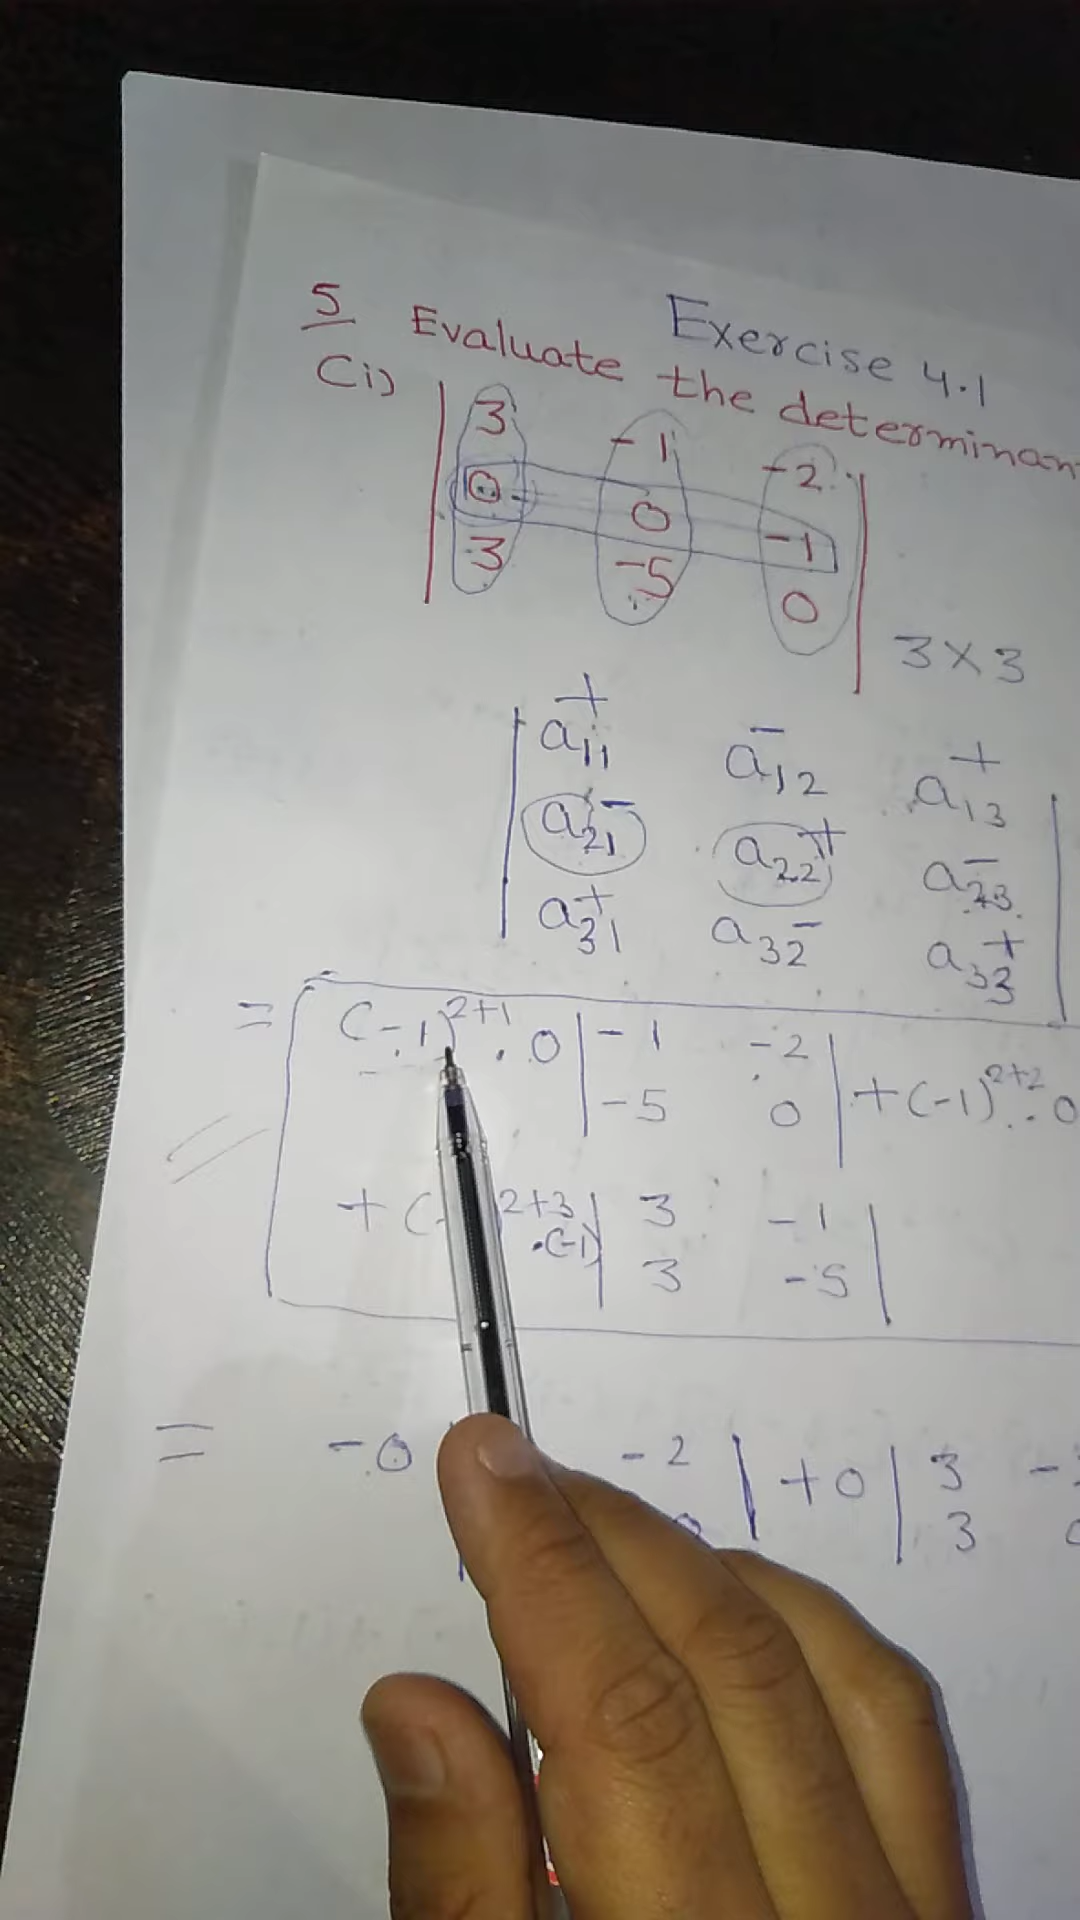 Exercise 4.1
5 Evaluate the determinan
(i) | 3 -1 -2 |
| 0 0 -1 |
| 3 -5 0 | 3×3
| a11+ a12- a13+ |
| a21- a22+ a23- |
| a31+ a32- a33+ |
= (-1)^2+1 . 0 | -1 -2 | + (-1)^2+2 . 0
| -5 0 |
+ (- 2+3 .(-1) | 3 -1 |
| 3 -5 |
= -0 -2 | +0 | 3 -
| 3